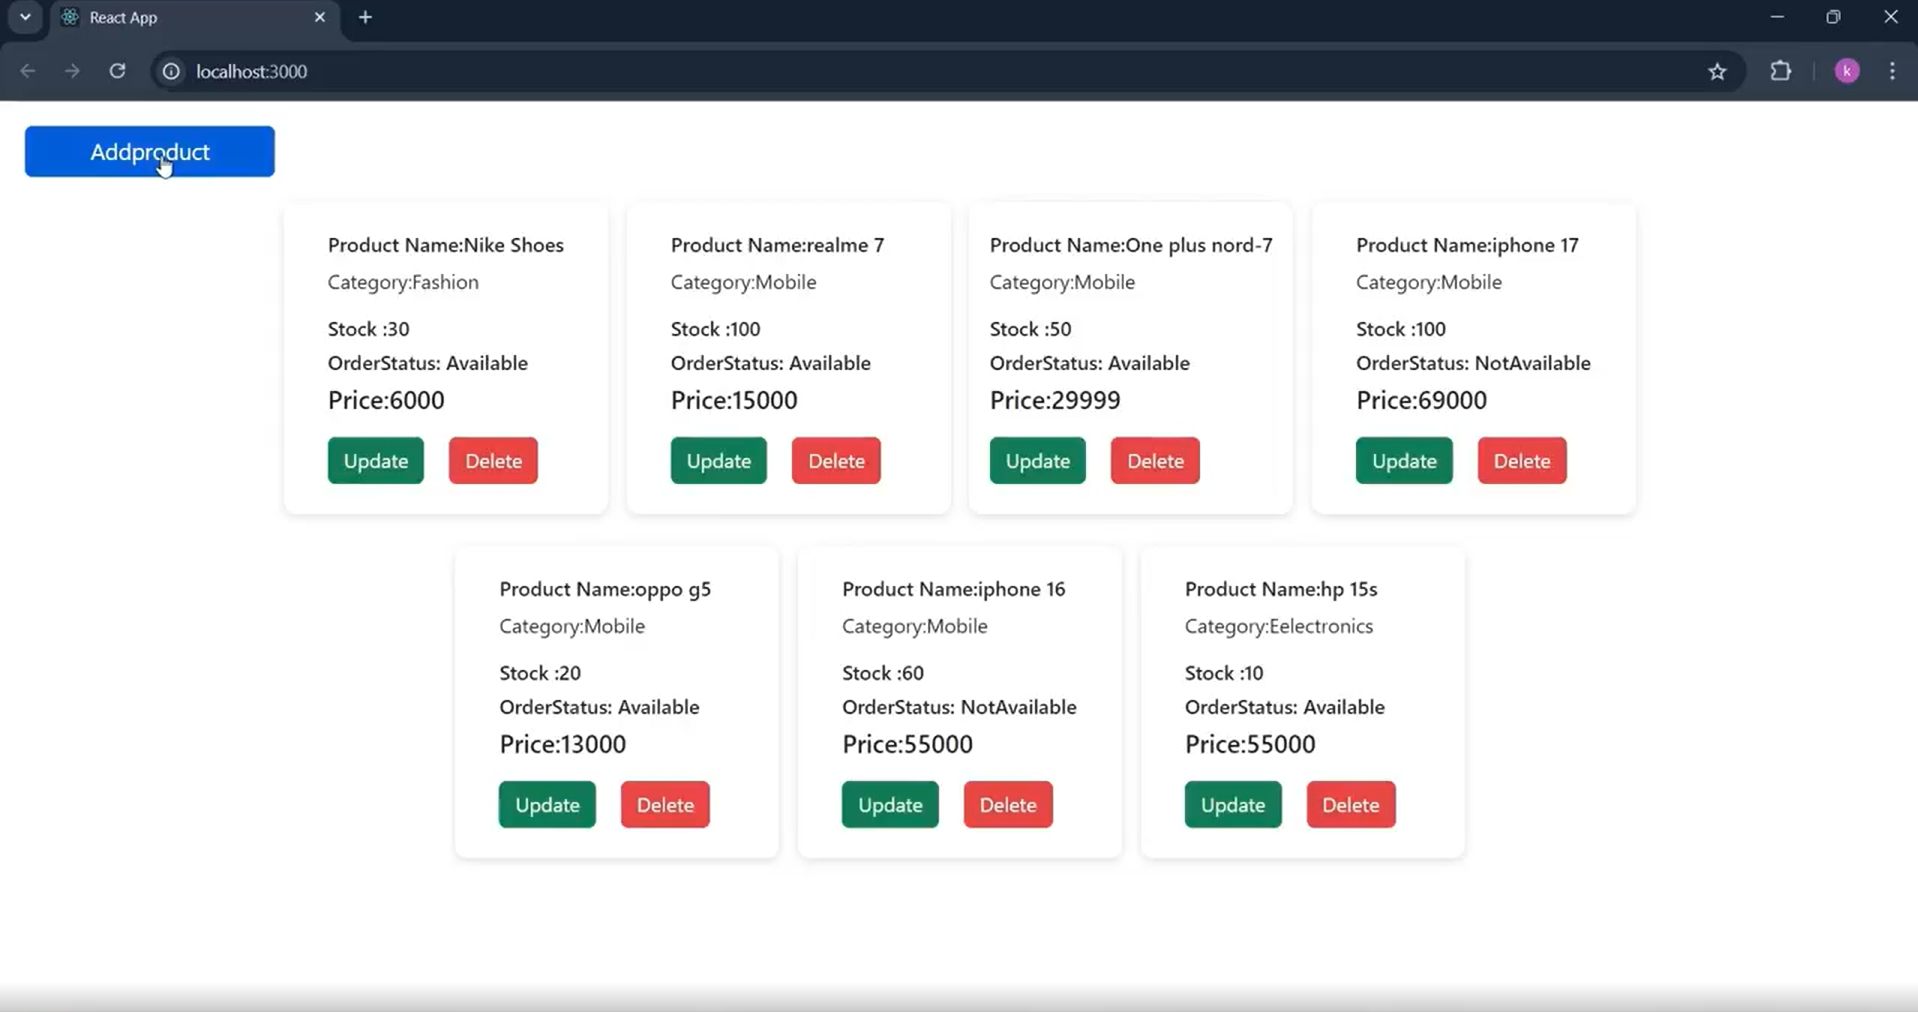 React App
localhost:3000
k
Addproduct
Product Name:Nike Shoes
Category:Fashion
Stock :30
OrderStatus: Available
Price:6000
Update Delete
Product Name:realme 7
Category:Mobile
Stock :100
OrderStatus: Available
Price:15000
Update Delete
Product Name:One plus nord-7
Category:Mobile
Stock :50
OrderStatus: Available
Price:29999
Update Delete
Product Name:iphone 17
Category:Mobile
Stock :100
OrderStatus: NotAvailable
Price:69000
Update Delete
Product Name:oppo g5
Category:Mobile
Stock :20
OrderStatus: Available
Price:13000
Update Delete
Product Name:iphone 16
Category:Mobile
Stock :60
OrderStatus: NotAvailable
Price:55000
Update Delete
Product Name:hp 15s
Category:Eelectronics
Stock :10
OrderStatus: Available
Price:55000
Update Delete